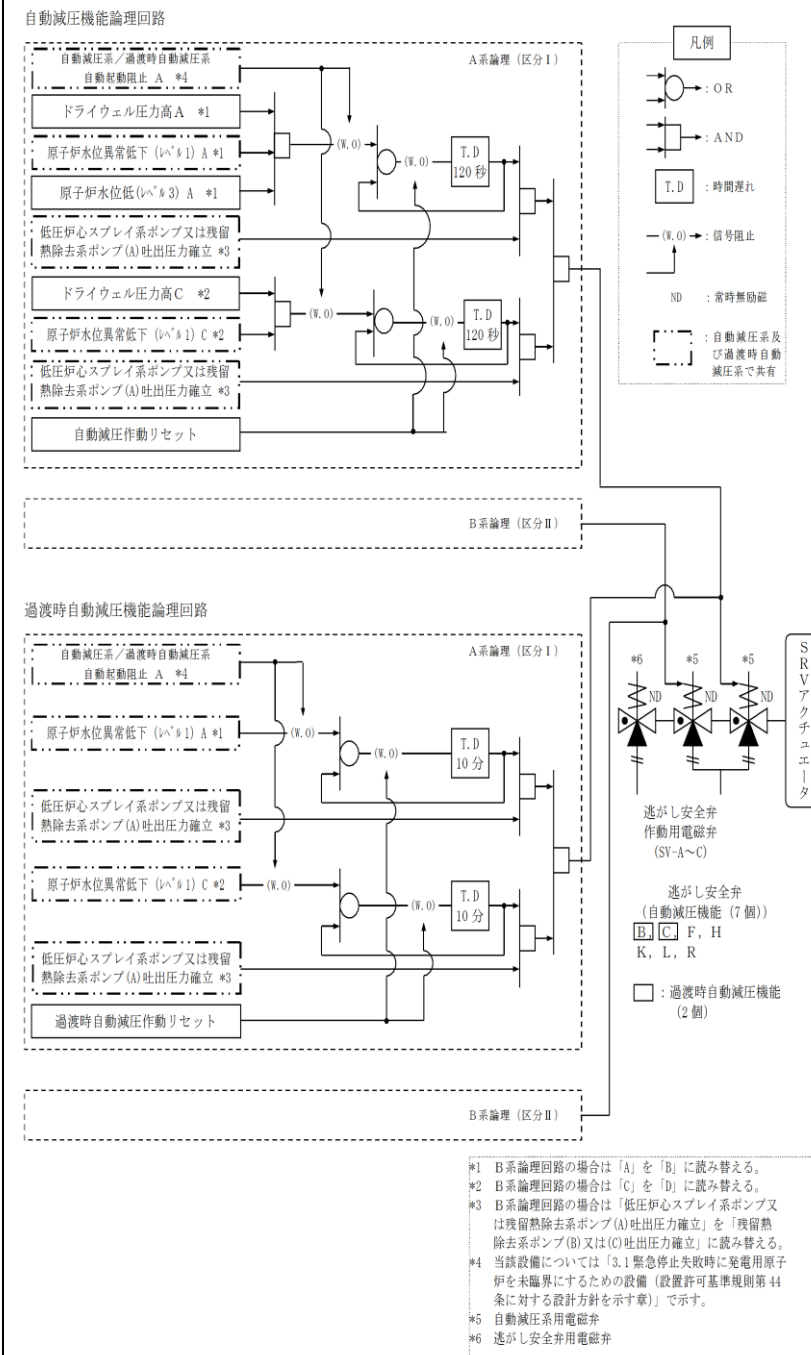 自動減圧機能論理回路
A系論理(区分Ⅰ)
自動減圧系/過渡時自動減圧系
自動起動阻止 A *4
ドライウェル圧力高A *1
原子炉水位異常低下(ﾚﾍﾞﾙ1)A *1
原子炉水位低(ﾚﾍﾞﾙ3)A *1
低圧炉心スプレイ系ポンプ又は残留
熱除去系ポンプ(A)吐出圧力確立 *3
ドライウェル圧力高C *2
原子炉水位異常低下(ﾚﾍﾞﾙ1)C *2
低圧炉心スプレイ系ポンプ又は残留
熱除去系ポンプ(A)吐出圧力確立 *3
自動減圧作動リセット
(W.O)
(W.O)
T.D
120秒
(W.O)
(W.O)
T.D
120秒
凡例
:OR
:AND
T.D
:時間遅れ
(W.O)
:信号阻止
ND
:常時無励磁
:自動減圧系及
び過渡時自動
減圧系で共有
B系論理(区分Ⅱ)
過渡時自動減圧機能論理回路
A系論理(区分Ⅰ)
自動減圧系/過渡時自動減圧系
自動起動阻止 A *4
原子炉水位異常低下(ﾚﾍﾞﾙ1)A *1
低圧炉心スプレイ系ポンプ又は残留
熱除去系ポンプ(A)吐出圧力確立 *3
原子炉水位異常低下(ﾚﾍﾞﾙ1)C *2
低圧炉心スプレイ系ポンプ又は残留
熱除去系ポンプ(A)吐出圧力確立 *3
過渡時自動減圧作動リセット
(W.O)
(W.O)
T.D
10分
(W.O)
(W.O)
T.D
10分
B系論理(区分Ⅱ)
*6
*5
*5
ND
ND
ND
SRVアクチュエータ
逃がし安全弁
作動用電磁弁
(SV-A~C)
逃がし安全弁
(自動減圧機能(7個))
B, C, F, H
K, L, R
:過渡時自動減圧機能
(2個)
*1 B系論理回路の場合は「A」を「B」に読み替える。
*2 B系論理回路の場合は「C」を「D」に読み替える。
*3 B系論理回路の場合は「低圧炉心スプレイ系ポンプ又
は残留熱除去系ポンプ(A)吐出圧力確立」を「残留熱
除去系ポンプ(B)又は(C)吐出圧力確立」に読み替える。
*4 当該設備については「3.1緊急停止失敗時に発電用原子
炉を未臨界にするための設備(設置許可基準規則第44
条に対する設計方針を示す章)」で示す。
*5 自動減圧系用電磁弁
*6 逃がし安全弁用電磁弁